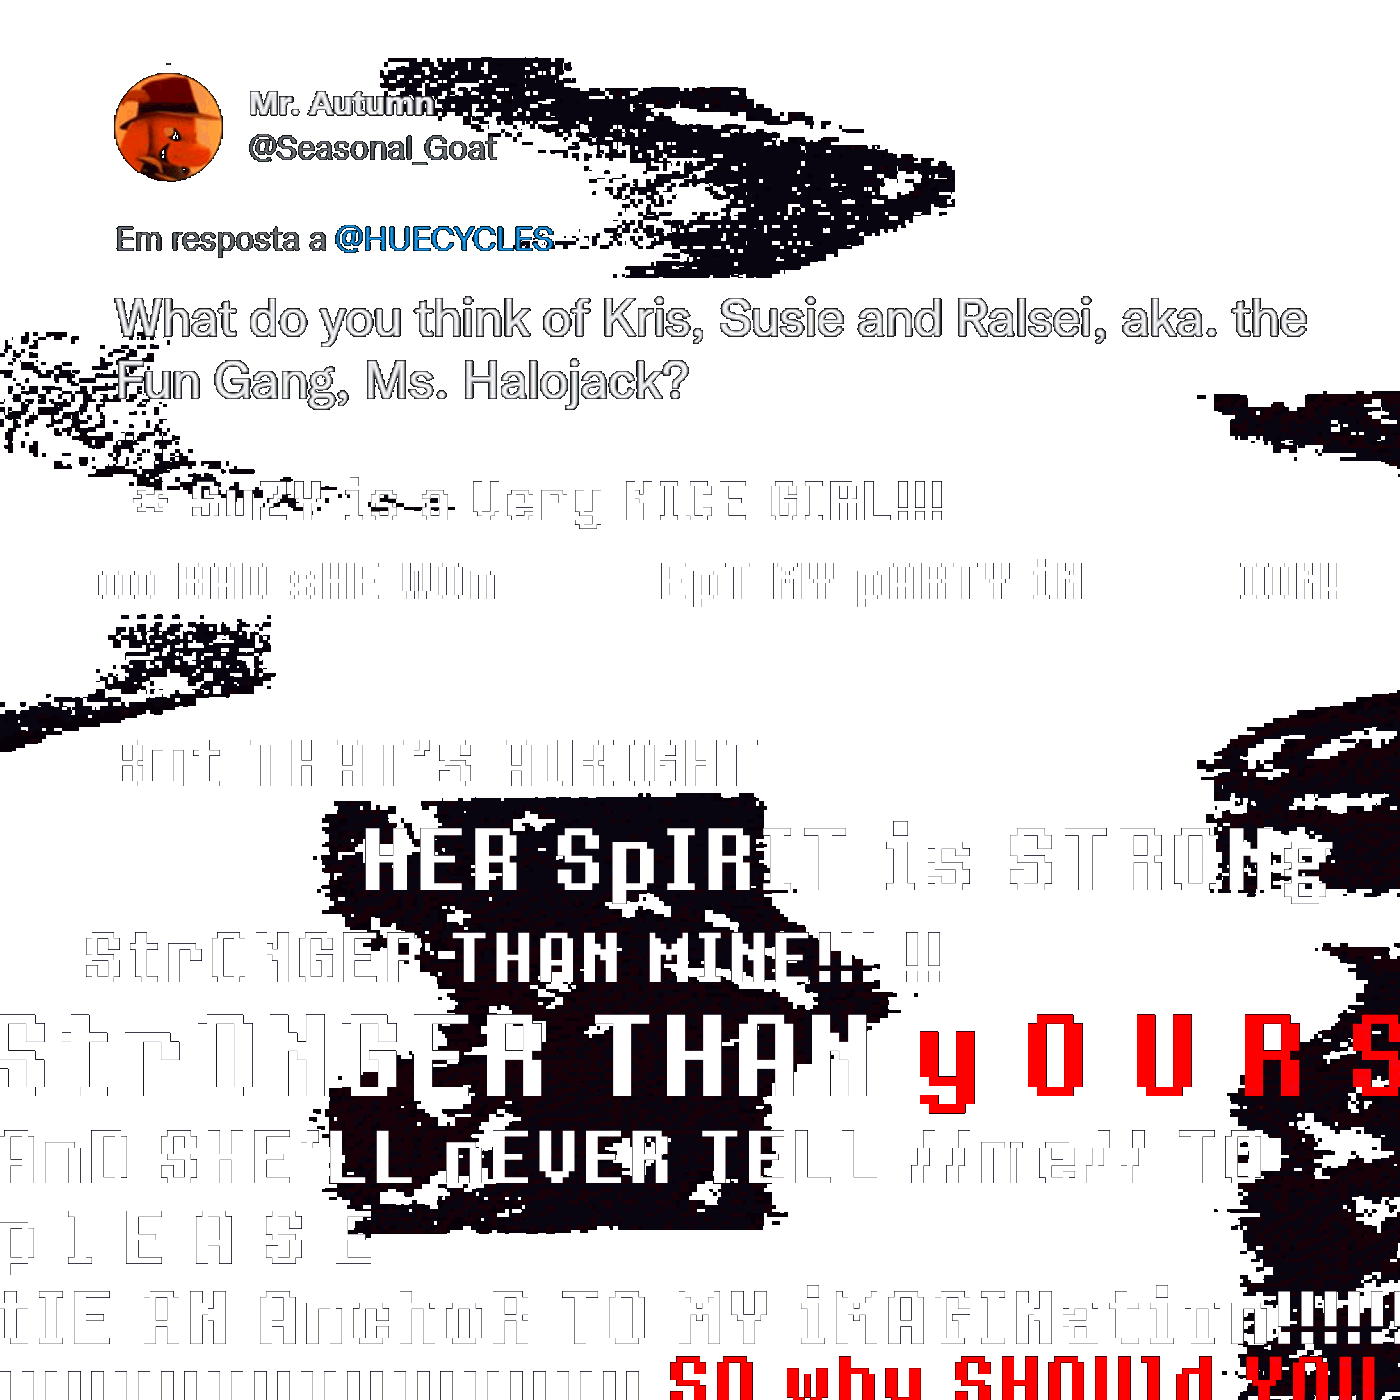 Mr. Autumn
@Seasonal_Goat
Em resposta a @HUECYCLES
What do you think of Kris, Susie and Ralsei, aka. the
Fun Gang, Ms. Halojack?
* SuZY is a Very NICE GIRL!!!
BAD sHE WOn EpT MY pARTY iN
But THAT'S ALRIGHT
HER SpIRIT is STRONg
StrONGER THAN MINE!!! !!
StrONGER THAN yOURS
AnD SHE'LL nEVER TELL //me// TO
plEASE
tIE AN AnchoR TO MY iMAGINation!!!!!
SO why SHOUld YOU